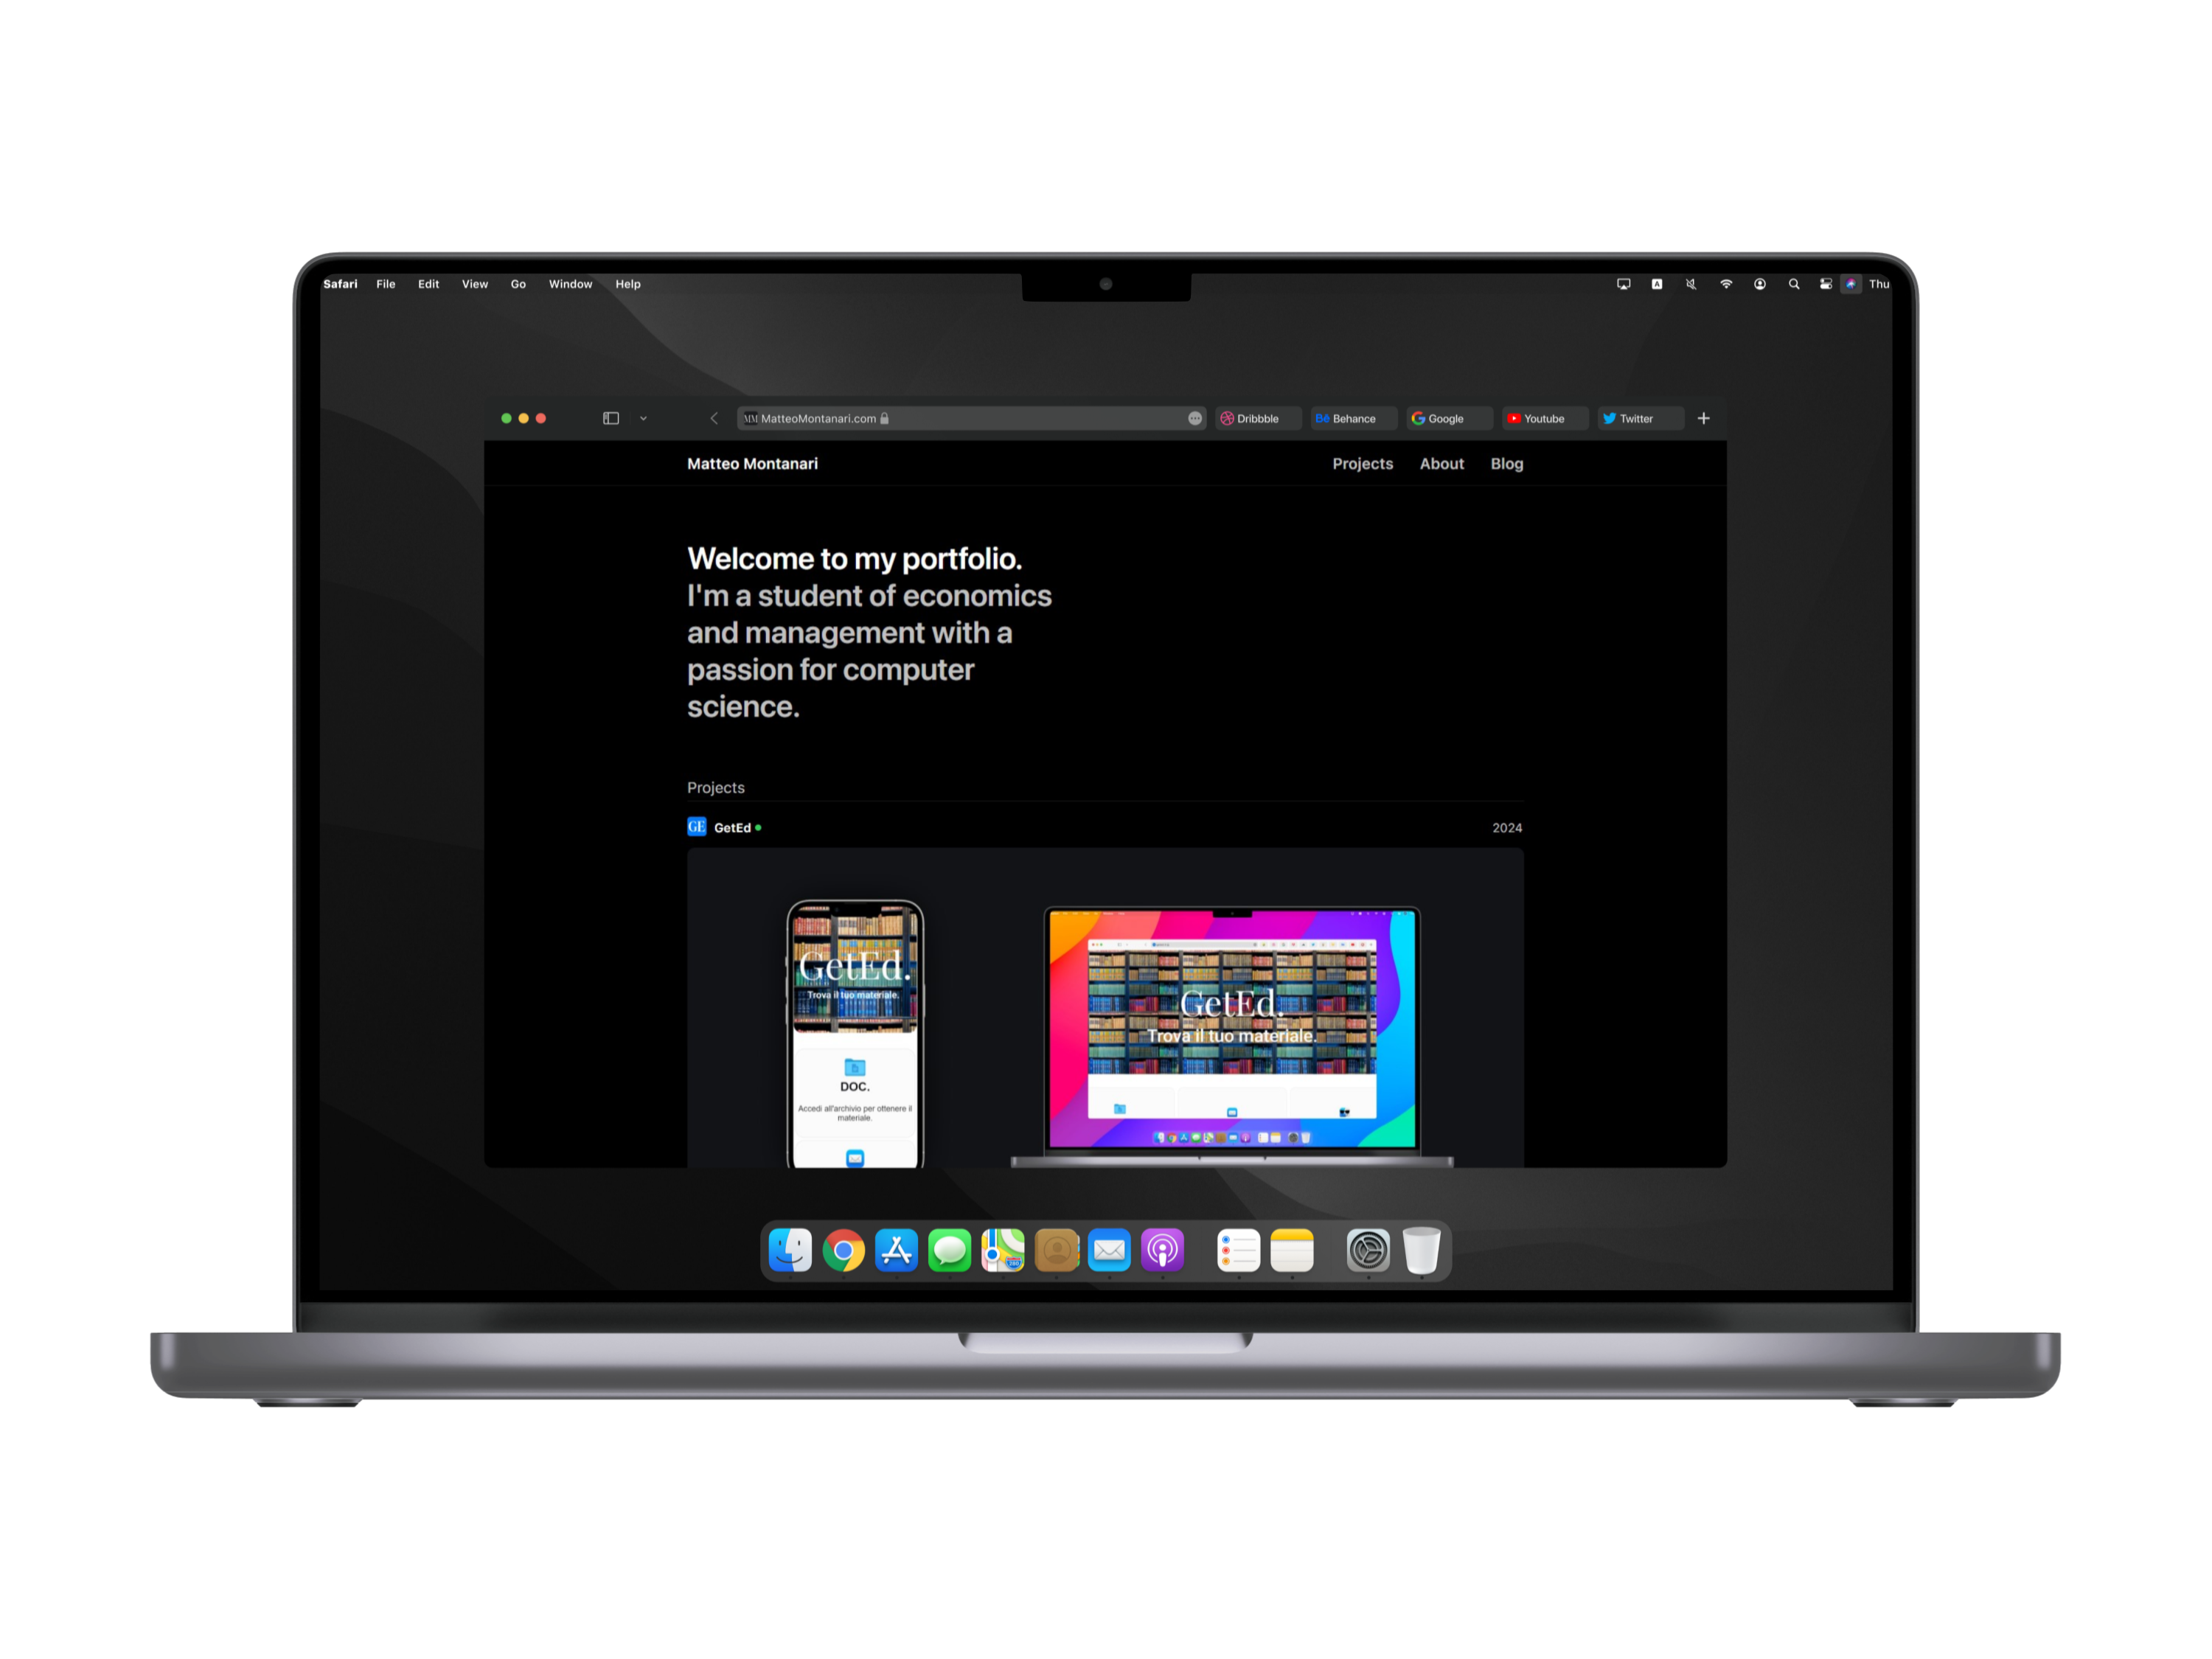 Safari File Edit View Go Window Help
A
Thu
MM MatteoMontanari.com
Dribbble
Bē Behance
Google
Youtube
Twitter
Matteo Montanari
Projects About Blog
Welcome to my portfolio.
I'm a student of economics
and management with a
passion for computer
science.
Projects
GE GetEd
2024
GetEd.
Trova il tuo materiale.
DOC.
Accedi all'archivio per ottenere il
materiale.
GetEd.
Trova il tuo materiale.